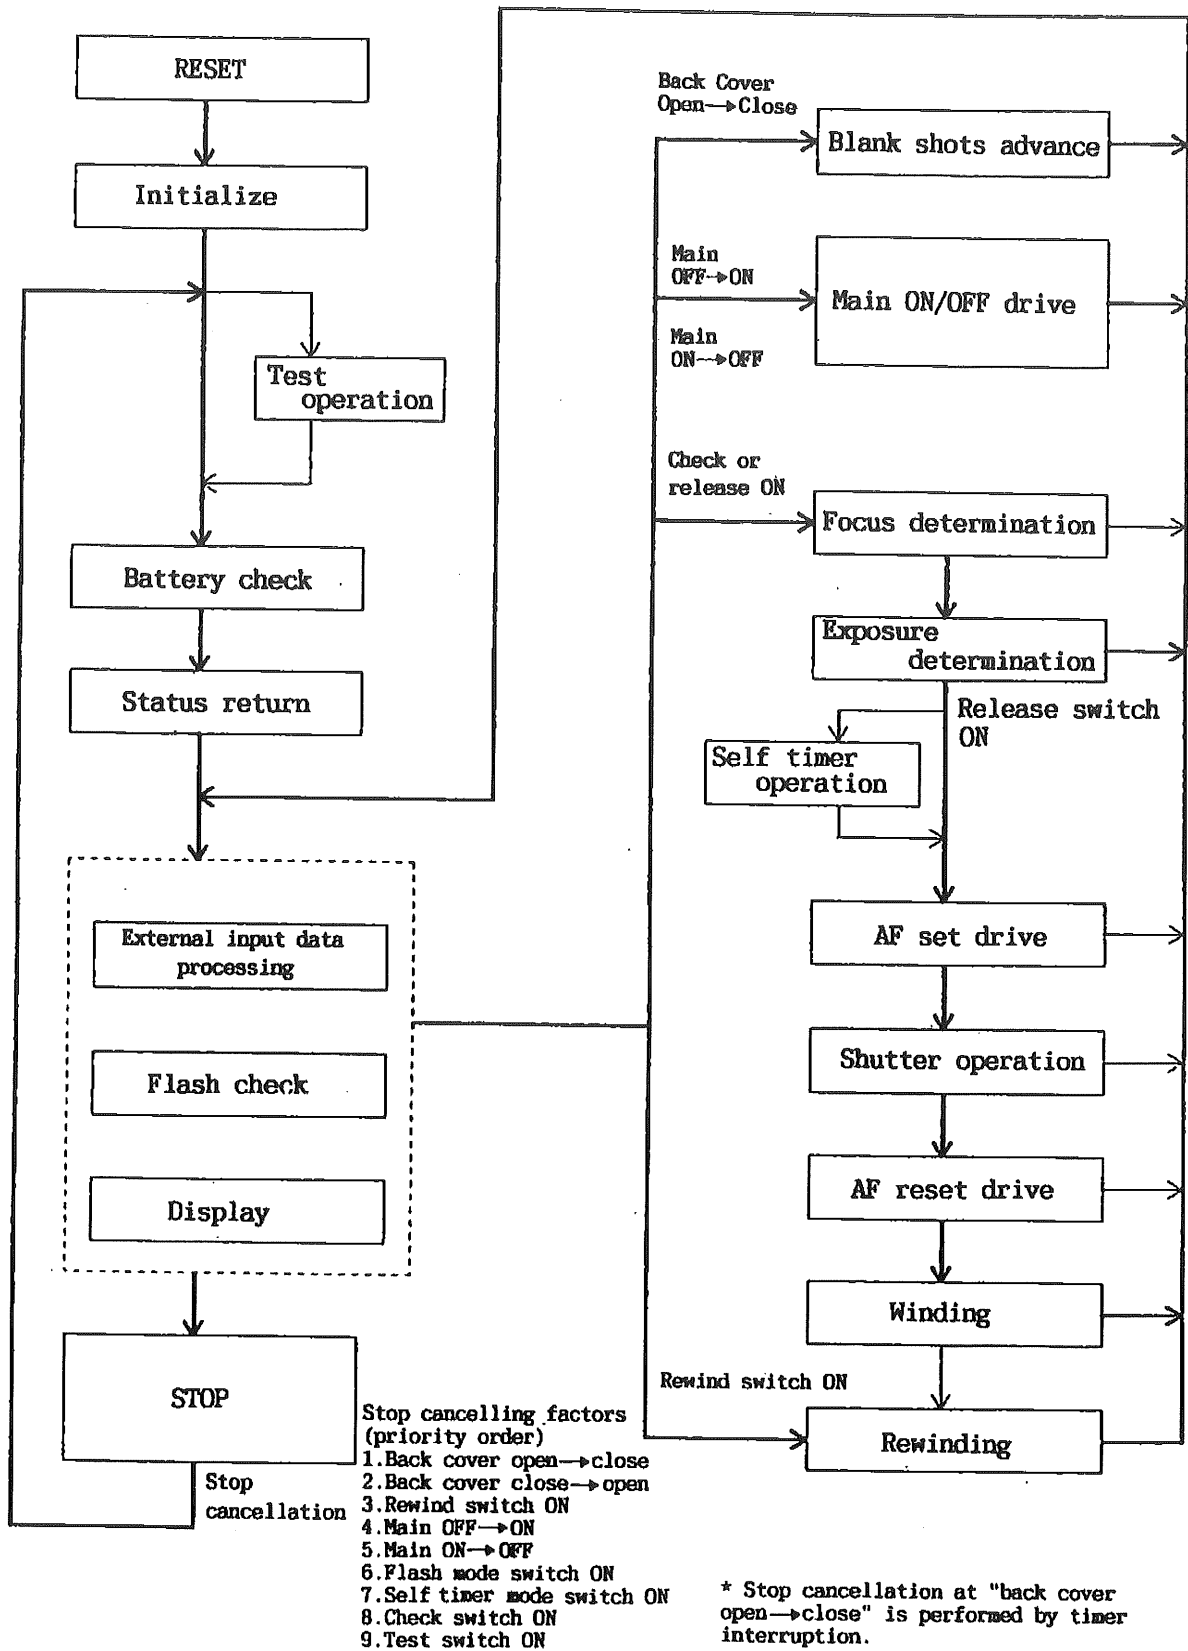 RESET
Initialize
Test
operation
Battery check
Status return
External input data
processing
Flash check
Display
STOP
Stop
cancellation
Stop cancelling factors
(priority order)
1.Back cover open→close
2.Back cover close→open
3.Rewind switch ON
4.Main OFF→ON
5.Main ON→OFF
6.Flash mode switch ON
7.Self timer mode switch ON
8.Check switch ON
9.Test switch ON
Back Cover
Open→Close
Blank shots advance
Main
OFF→ON
Main ON/OFF drive
Main
ON→OFF
Check or
release ON
Focus determination
Exposure
determination
Release switch
ON
Self timer
operation
AF set drive
Shutter operation
AF reset drive
Winding
Rewind switch ON
Rewinding
* Stop cancellation at "back cover
open→close" is performed by timer
interruption.